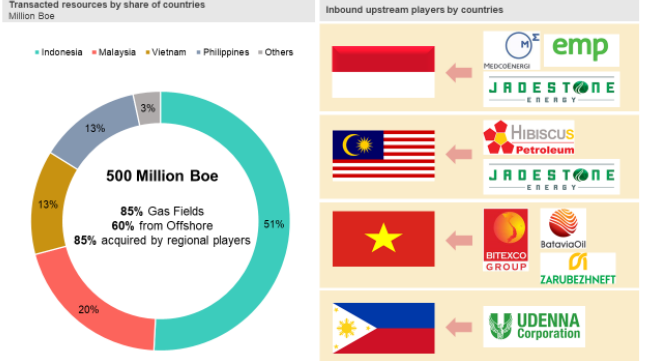 Transacted resources by share of countries
Million Boe
Indonesia Malaysia Vietnam Philippines Others
3%
13%
13%
20%
51%
500 Million Boe
85% Gas Fields
60% from Offshore
85% acquired by regional players
Inbound upstream players by countries
MEDCOENERGI
emp
JADESTONE
ENERGY
HIBISCUS
Petroleum
JADESTONE
ENERGY
BITEXCO
GROUP
BataviaOil
ZARUBEZHNEFT
UDENNA
Corporation